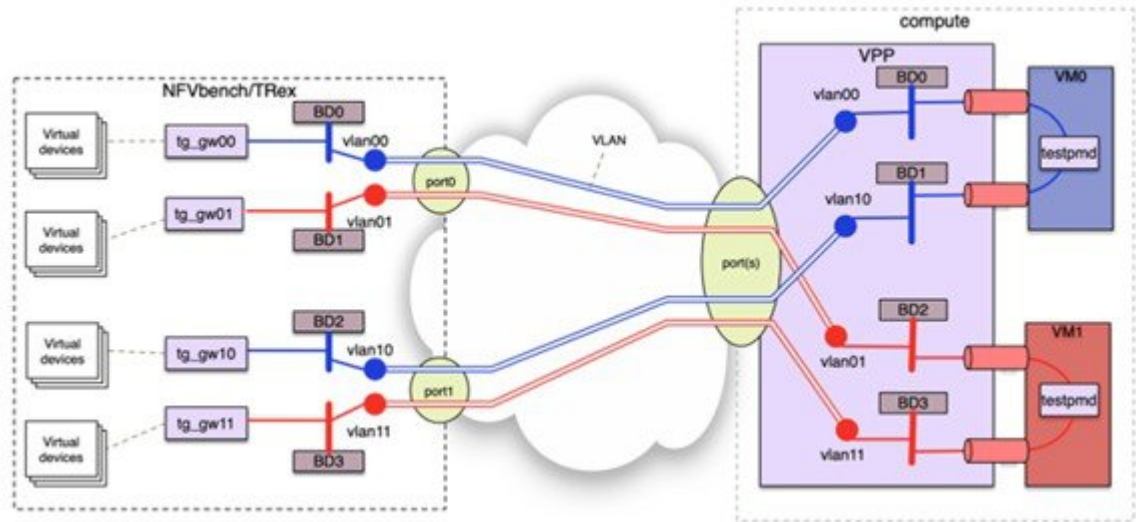 compute
NFVbench/TRex
Virtual
devices
tg_gw00
BD0
vlan00
port0
Virtual
devices
tg_gw01
vlan01
BD1
Virtual
devices
tg_gw10
BD2
vlan10
port1
Virtual
devices
tg_gw11
vlan11
BD3
VLAN
port(s)
VPP
vlan00
BD0
BD1
vlan10
BD2
vlan01
BD3
vlan11
VM0
testpmd
VM1
testpmd